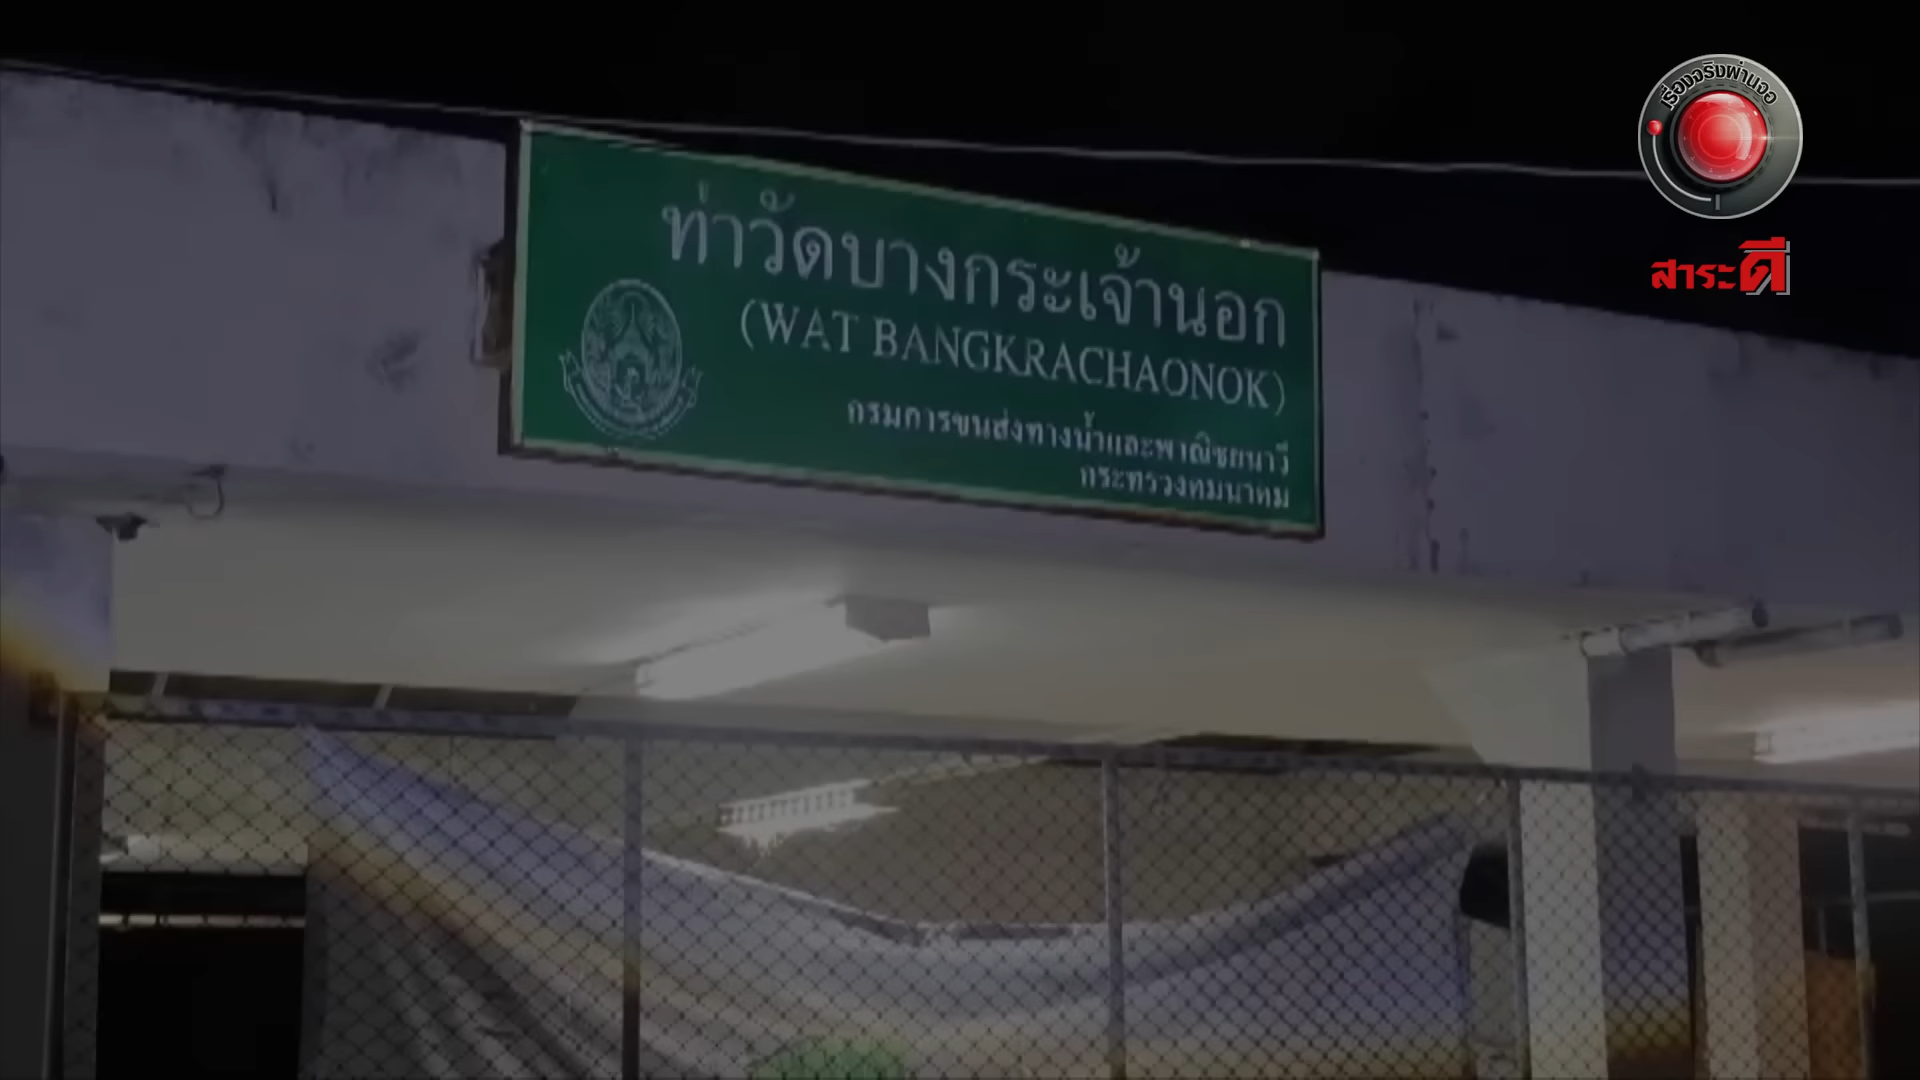 เรื่องจริงผ่านจอ
สาระดี
ท่าวัดบางกระเจ้านอก
(WAT BANGKRACHAONOK)
กรมการขนส่งทางน้ำและพาณิชยนาวี
กระทรวงคมนาคม